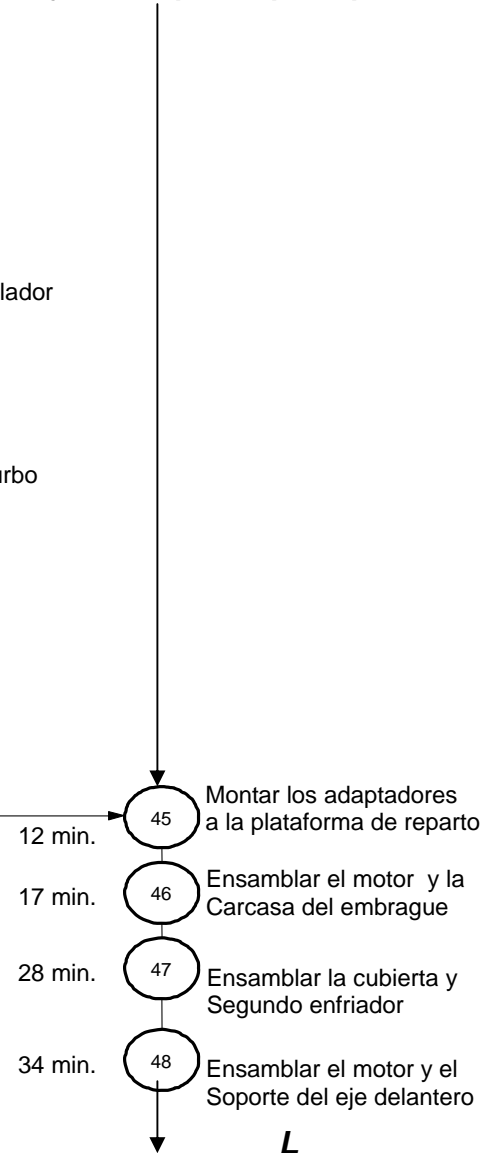 lador
urbo
12 min.
45
Montar los adaptadores
a la plataforma de reparto
17 min.
46
Ensamblar el motor y la
Carcasa del embrague
28 min.
47
Ensamblar la cubierta y
Segundo enfriador
34 min.
48
Ensamblar el motor y el
Soporte del eje delantero
L